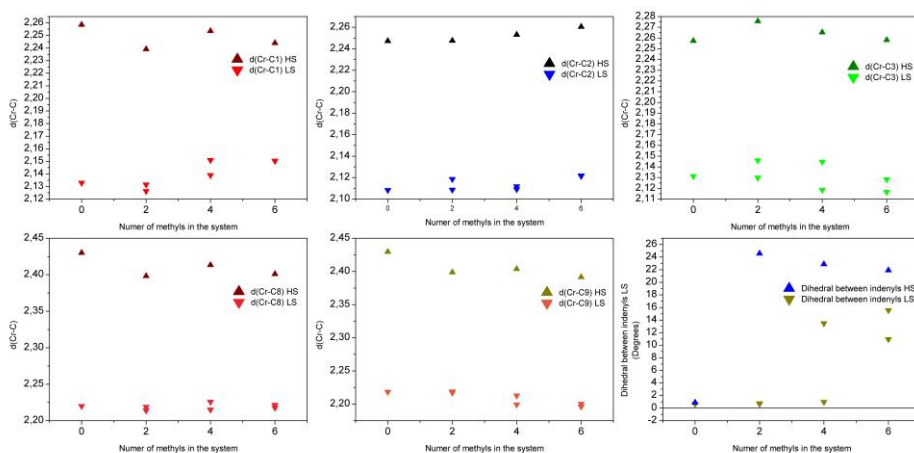 2,26
2,25
2,24
2,23
2,22
2,21
2,20
2,19
2,18
2,17
2,16
2,15
2,14
2,13
2,12
d(Cr-C)
d(Cr-C1) HS
d(Cr-C1) LS
0 2 4 6
Numer of methyls in the system
2,28
2,26
2,24
2,22
2,20
2,18
2,16
2,14
2,12
2,10
d(Cr-C)
d(Cr-C2) HS
d(Cr-C2) LS
0 2 4 6
Numer of methyls in the system
2,28
2,27
2,26
2,25
2,24
2,23
2,22
2,21
2,20
2,19
2,18
2,17
2,16
2,15
2,14
2,13
2,12
2,11
d(Cr-C)
d(Cr-C3) HS
d(Cr-C3) LS
0 2 4 6
Numer of methyls in the system
2,45
2,40
2,35
2,30
2,25
2,20
d(Cr-C)
d(Cr-C8) HS
d(Cr-C8) LS
0 2 4 6
Numer of methyls in the system
2,45
2,40
2,35
2,30
2,25
2,20
d(Cr-C)
d(Cr-C9) HS
d(Cr-C9) LS
0 2 4 6
Numer of methyls in the system
26
24
22
20
18
16
14
12
10
8
6
4
2
0
-2
Dihedral between indenyls LS
(Degrees)
Dihedral between indenyls HS
Dihedral between indenyls LS
0 2 4 6
Numer of methyls in the system